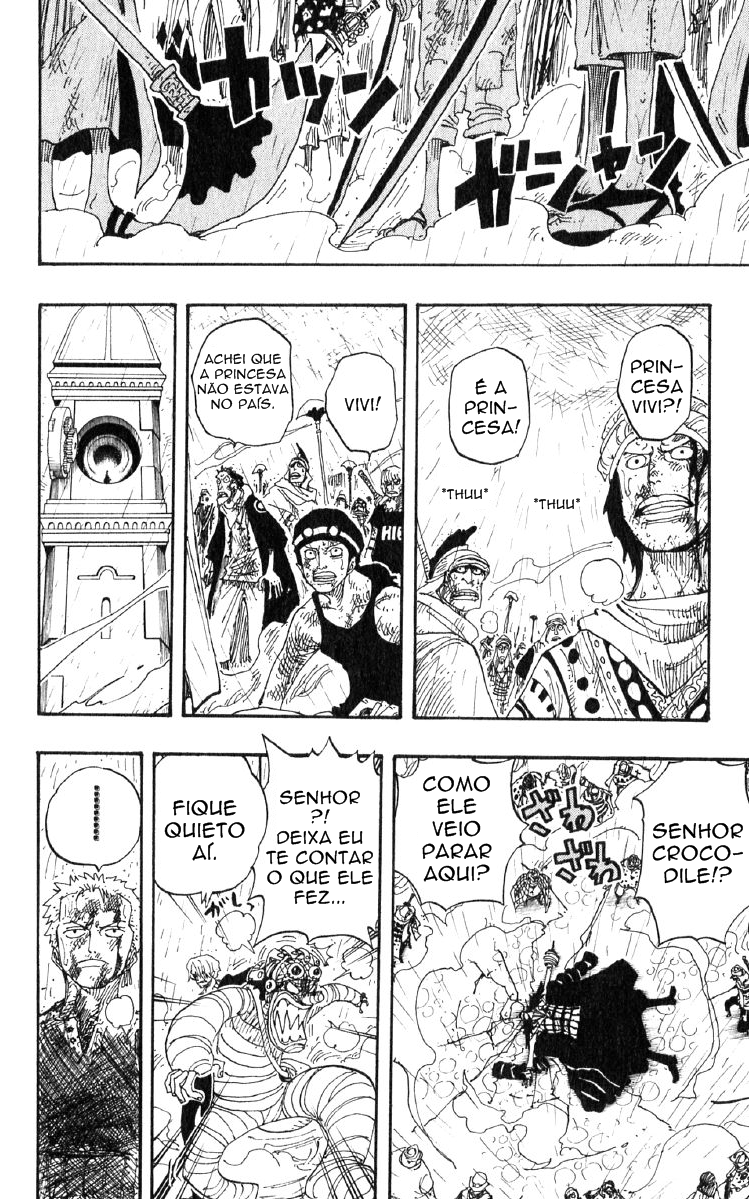 ガクン
ガシャン
PRIN-
CESA
VIVI?!
É A
PRIN-
CESA!
*THUU*
*THUU*
VIVI!
ACHEI QUE
A PRINCESA
NÃO ESTAVA
NO PAÍS.
HIE
SENHOR
CROCO-
DILE!?
ざわ
ざわ
COMO
ELE
VEIO
PARAR
AQUI?
SENHOR
?!
DEIXA EU
TE CONTAR
O QUE ELE
FEZ...
FIQUE
QUIETO
AÍ.